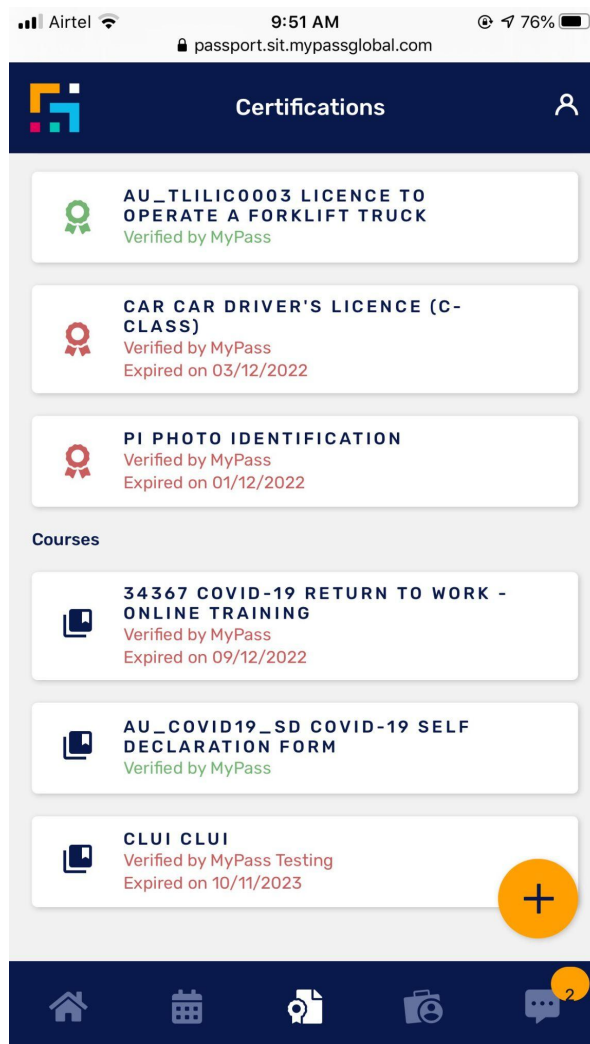 Airtel 9:51 AM 76%
passport.sit.mypassglobal.com
Certifications
AU_TLILIC0003 LICENCE TO
OPERATE A FORKLIFT TRUCK
Verified by MyPass
CAR CAR DRIVER'S LICENCE (C-
CLASS)
Verified by MyPass
Expired on 03/12/2022
PI PHOTO IDENTIFICATION
Verified by MyPass
Expired on 01/12/2022
Courses
34367 COVID-19 RETURN TO WORK -
ONLINE TRAINING
Verified by MyPass
Expired on 09/12/2022
AU_COVID19_SD COVID-19 SELF
DECLARATION FORM
Verified by MyPass
CLUI CLUI
Verified by MyPass Testing
Expired on 10/11/2023
2